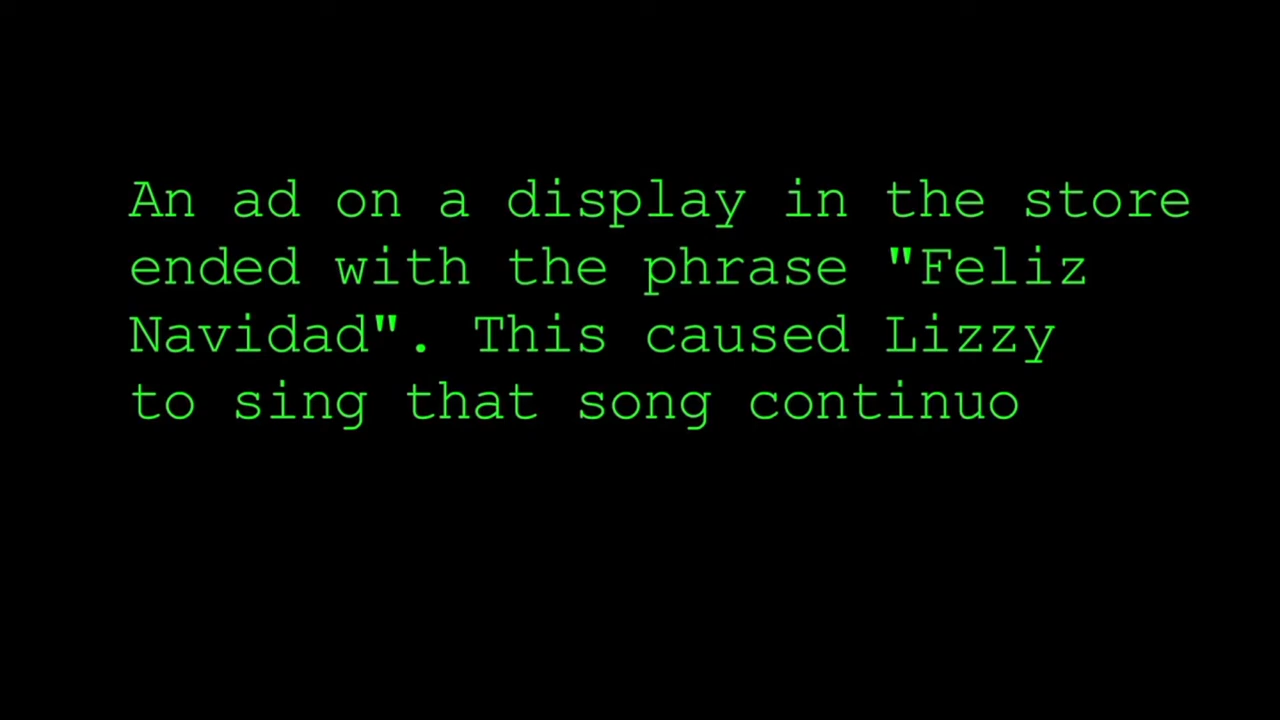 An ad on a display in the store
ended with the phrase "Feliz
Navidad". This caused Lizzy
to sing that song continuo